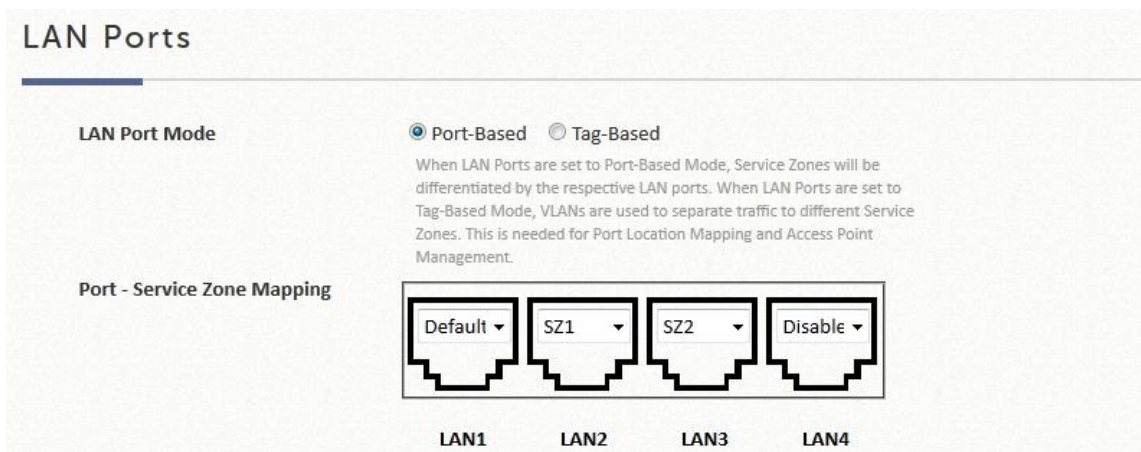 LAN Ports
LAN Port Mode
Port-Based Tag-Based
When LAN Ports are set to Port-Based Mode, Service Zones will be
differentiated by the respective LAN ports. When LAN Ports are set to
Tag-Based Mode, VLANs are used to separate traffic to different Service
Zones. This is needed for Port Location Mapping and Access Point
Management.
Port - Service Zone Mapping
Default SZ1 SZ2 Disable
LAN1 LAN2 LAN3 LAN4